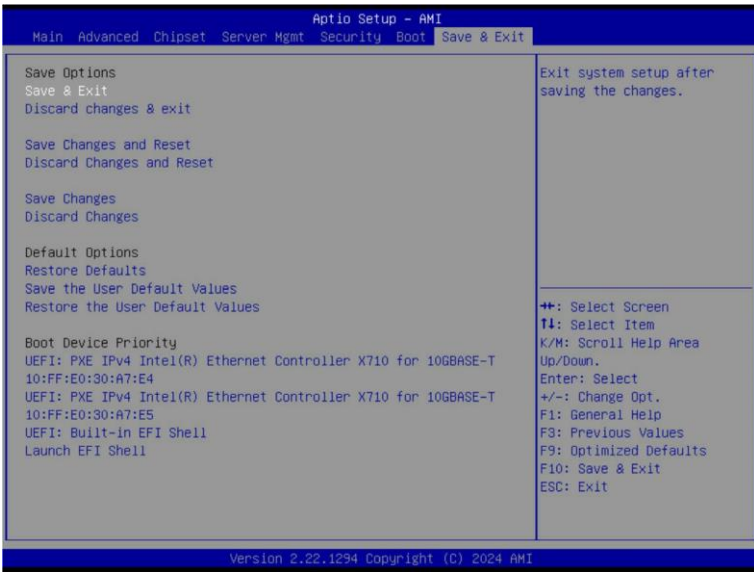 Aptio Setup – AMI
Main Advanced Chipset Server Mgmt Security Boot Save & Exit
Save Options
Save & Exit
Discard changes & exit
Save Changes and Reset
Discard Changes and Reset
Save Changes
Discard Changes
Default Options
Restore Defaults
Save the User Default Values
Restore the User Default Values
Boot Device Priority
UEFI: PXE IPv4 Intel(R) Ethernet Controller X710 for 10GBASE-T
10:FF:E0:30:A7:E4
UEFI: PXE IPv4 Intel(R) Ethernet Controller X710 for 10GBASE-T
10:FF:E0:30:A7:E5
UEFI: Built-in EFI Shell
Launch EFI Shell
Exit system setup after
saving the changes.
→←: Select Screen
↑↓: Select Item
K/M: Scroll Help Area
Up/Down.
Enter: Select
+/-: Change Opt.
F1: General Help
F3: Previous Values
F9: Optimized Defaults
F10: Save & Exit
ESC: Exit
Version 2.22.1294 Copyright (C) 2024 AMI